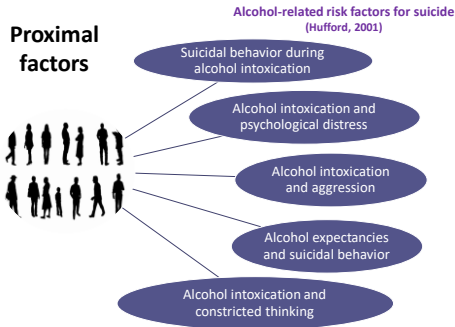 Alcohol-related risk factors for suicide
(Hufford, 2001)
Proximal
factors
Suicidal behavior during
alcohol intoxication
Alcohol intoxication and
psychological distress
Alcohol intoxication
and aggression
Alcohol expectancies
and suicidal behavior
Alcohol intoxication and
constricted thinking